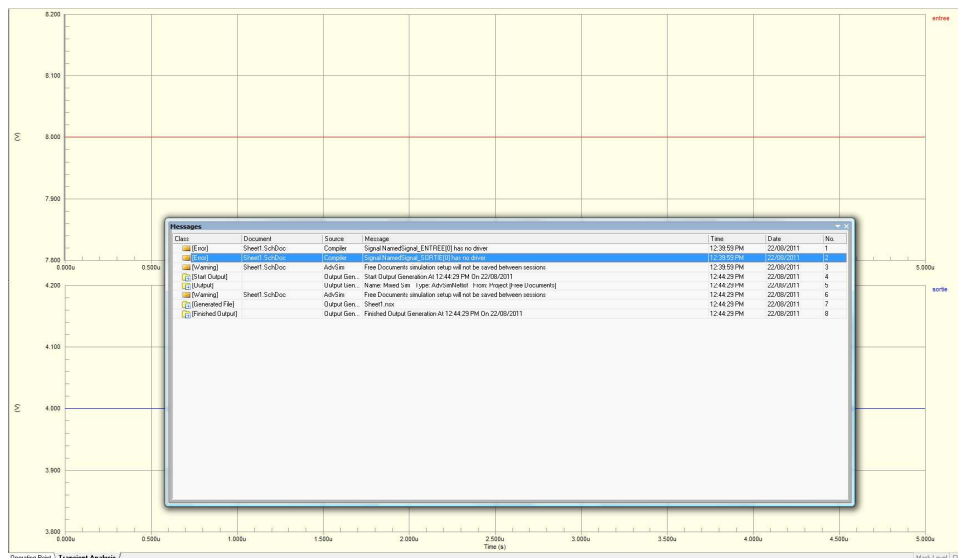 8.200
entree
8.100
(V)
8.000
7.900
7.800
0.000u 0.500u 5.000u
Messages
Class Document Source Message Time Date No.
[Error] Sheet1.SchDoc Compiler Signal NamedSignal_ENTREE[0] has no driver 12:39:59 PM 22/08/2011 1
[Error] Sheet1.SchDoc Compiler Signal NamedSignal_SORTIE[0] has no driver 12:39:59 PM 22/08/2011 2
[Warning] Sheet1.SchDoc AdvSim Free Documents simulation setup will not be saved between sessions 12:39:59 PM 22/08/2011 3
[Start Output] Output Gen... Start Output Generation At 12:44:29 PM On 22/08/2011 12:44:29 PM 22/08/2011 4
[Output] Output Gen... Name: Mixed Sim Type: AdvSimNetlist From: Project [Free Documents] 12:44:29 PM 22/08/2011 5
[Warning] Sheet1.SchDoc AdvSim Free Documents simulation setup will not be saved between sessions 12:44:29 PM 22/08/2011 6
[Generated File] Output Gen... Sheet1.nsx 12:44:29 PM 22/08/2011 7
[Finished Output] Output Gen... Finished Output Generation At 12:44:29 PM On 22/08/2011 12:44:29 PM 22/08/2011 8
4.200
sortie
4.100
(V)
4.000
3.900
3.800
0.000u 0.500u 1.000u 1.500u 2.000u 2.500u 3.000u 3.500u 4.000u 4.500u 5.000u
Time (s)
Operating Point Transient Analysis